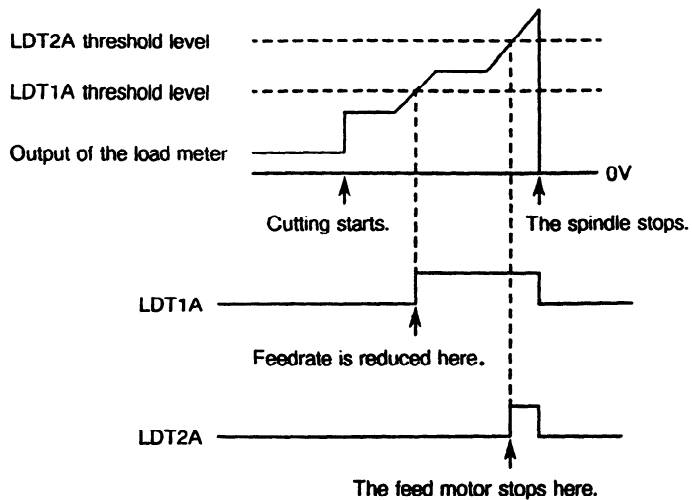 LDT2A threshold level
LDT1A threshold level
Output of the load meter
0V
Cutting starts.
The spindle stops.
LDT1A
Feedrate is reduced here.
LDT2A
The feed motor stops here.